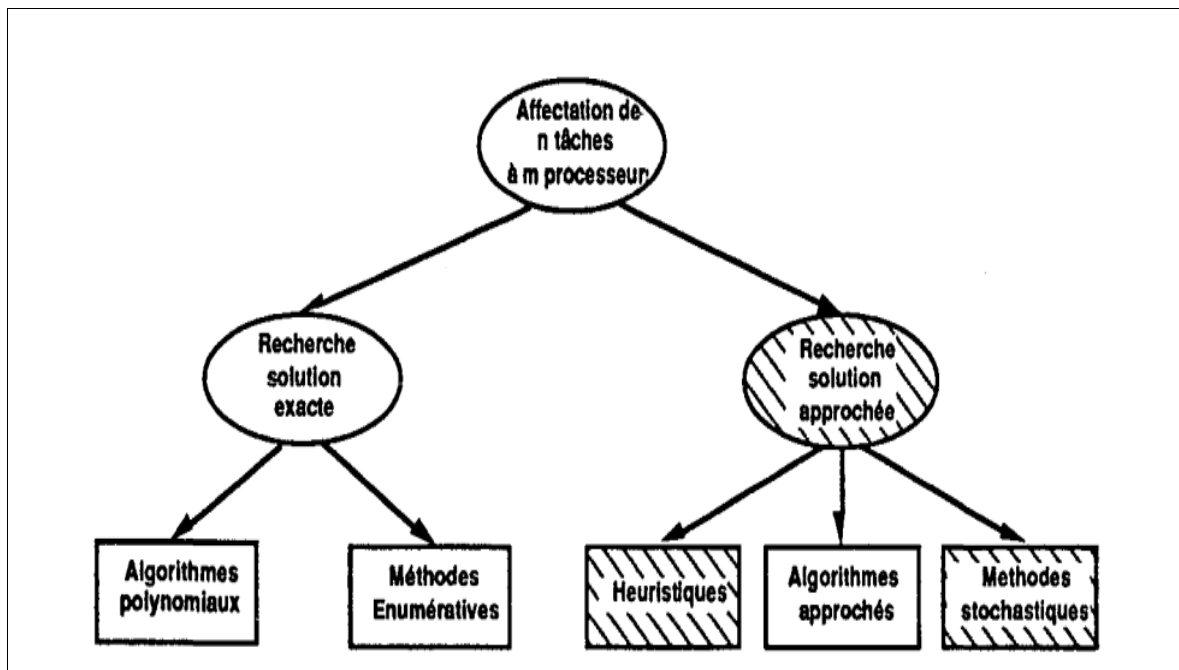 Affectation de
n tâches
à m processeur
Recherche
solution
exacte
Recherche
solution
approchée
Algorithmes
polynomiaux
Méthodes
Enumératives
Heuristiques
Algorithmes
approchés
Methodes
stochastiques